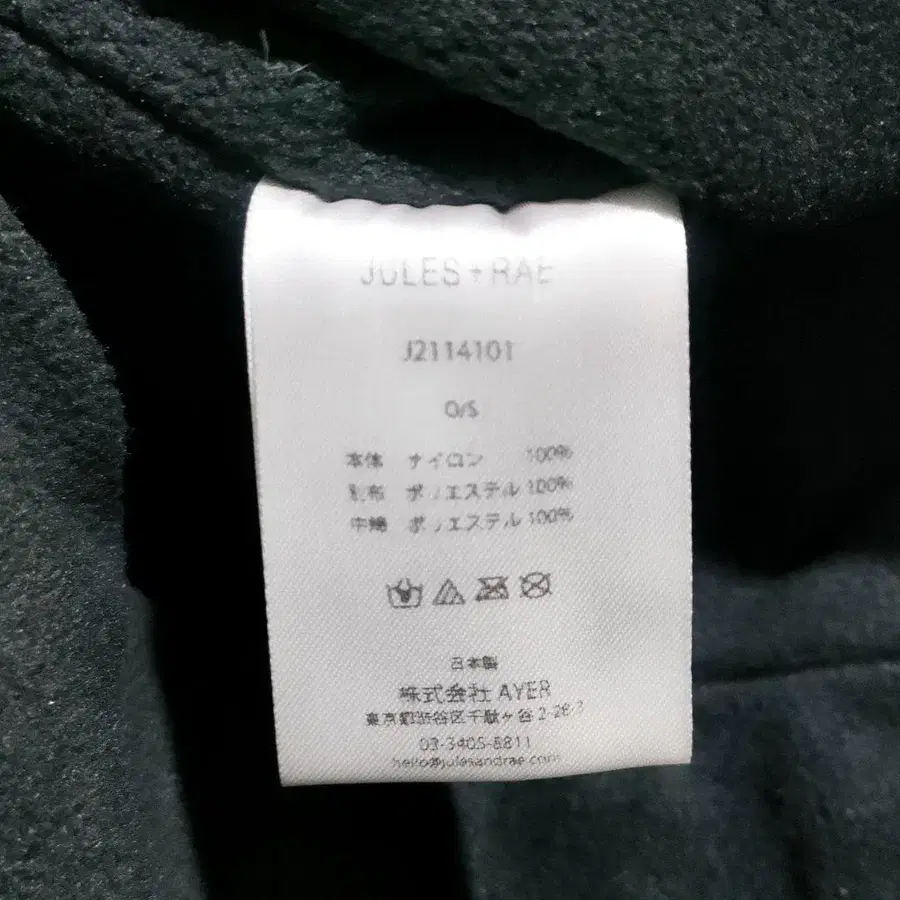 JULES + RAE
J2114101
O/S
本体 ナイロン 100%
別布 ポリエステル 100%
中綿 ポリエステル 100%
日本製
株式会社 AYER
東京都渋谷区千駄ヶ谷 2-28-3
03-3405-8811
hello@julesandrae.com